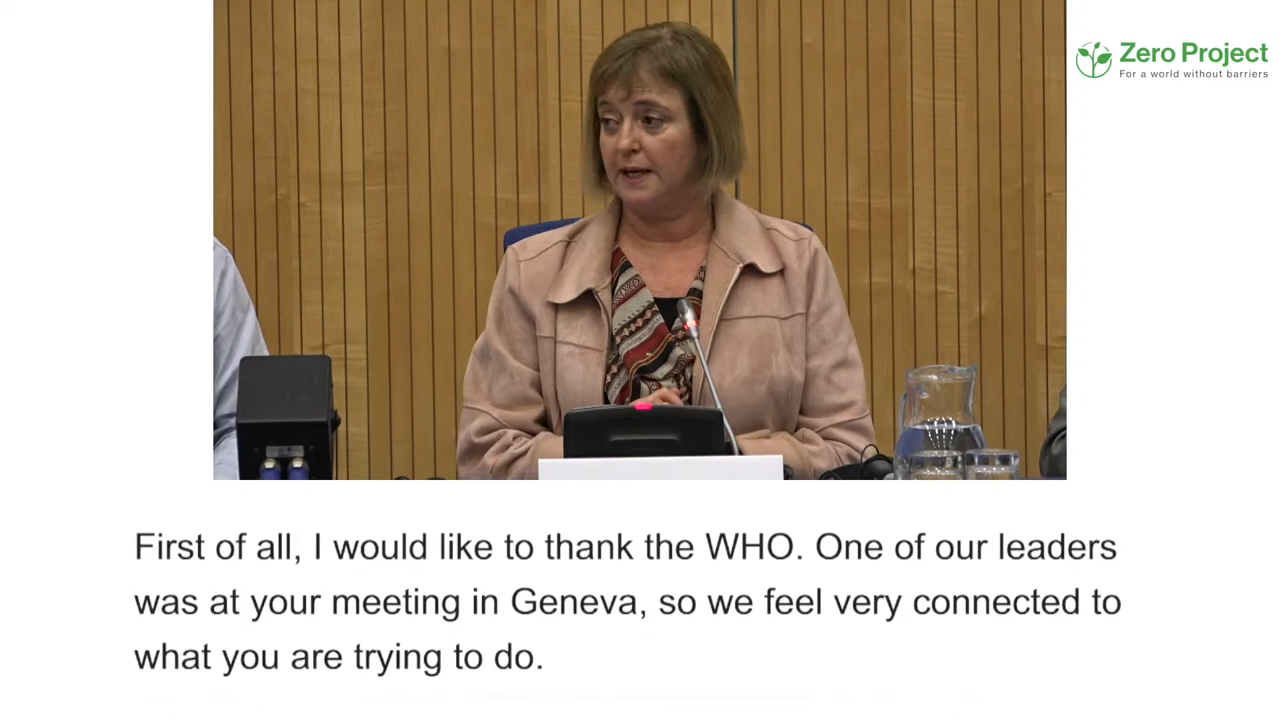 Zero Project
For a world without barriers
First of all, I would like to thank the WHO. One of our leaders
was at your meeting in Geneva, so we feel very connected to
what you are trying to do.